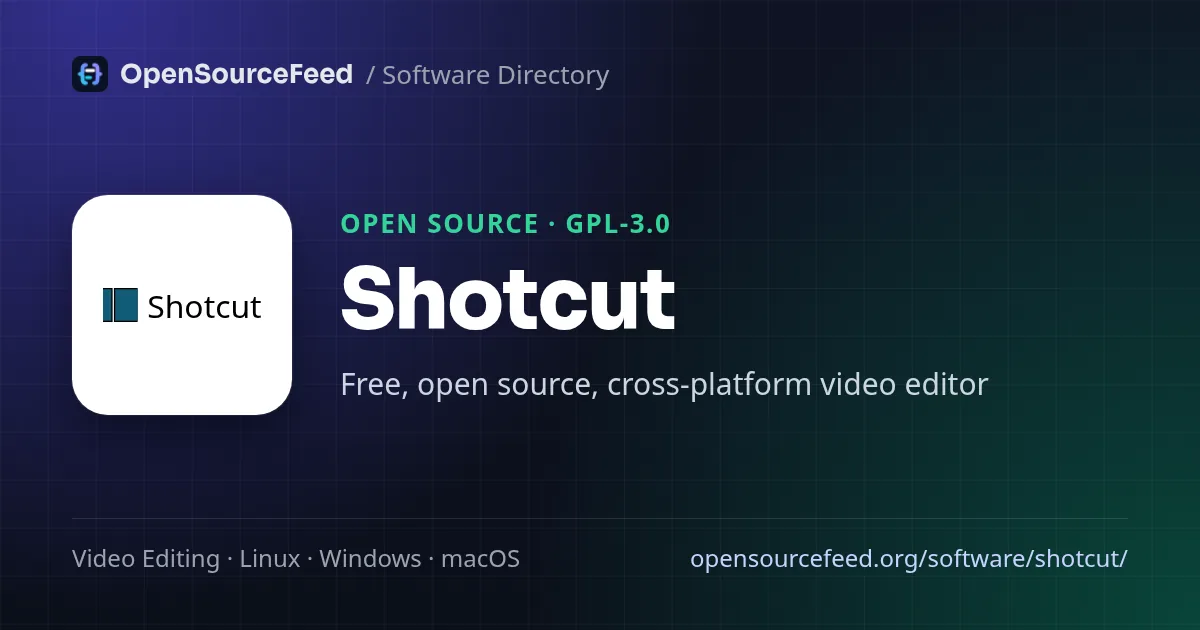 OpenSourceFeed / Software Directory
Shotcut
OPEN SOURCE · GPL-3.0
Shotcut
Free, open source, cross-platform video editor
Video Editing · Linux · Windows · macOS
opensourcefeed.org/software/shotcut/